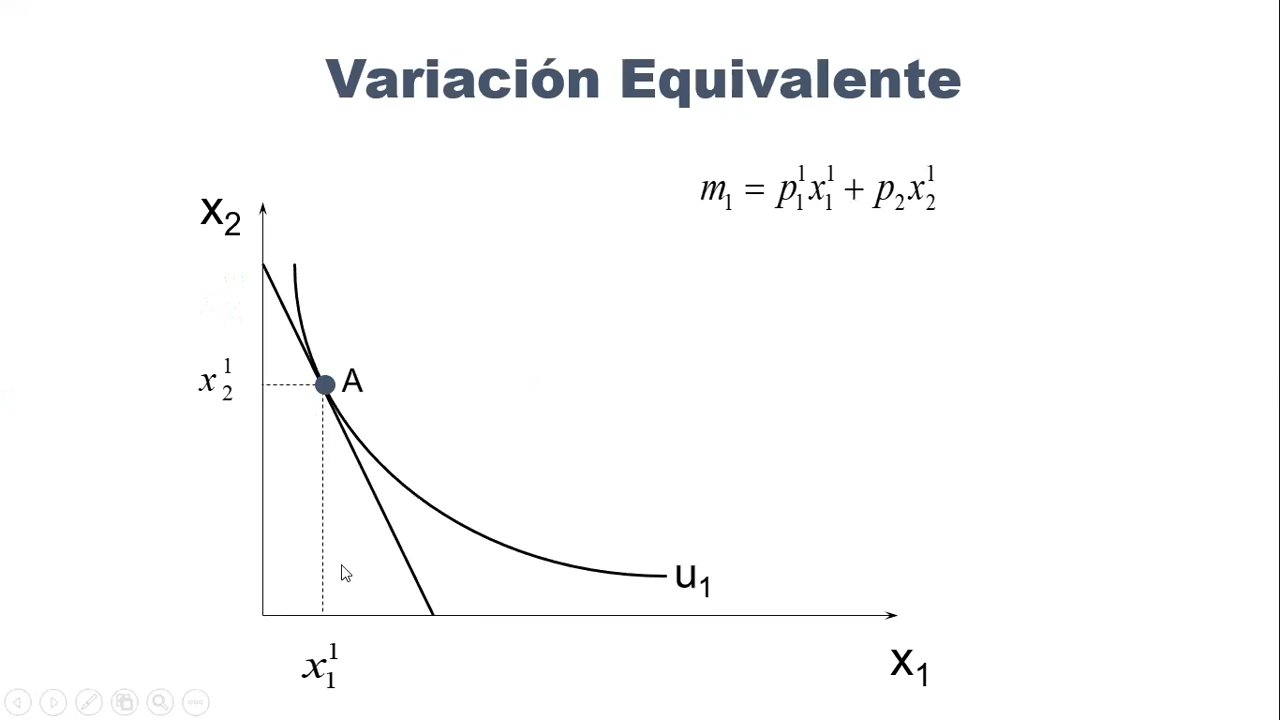 Variación Equivalente
m₁ = p₁¹x₁¹ + p₂x₂¹
x₂
x₂¹
A
u₁
x₁¹
x₁